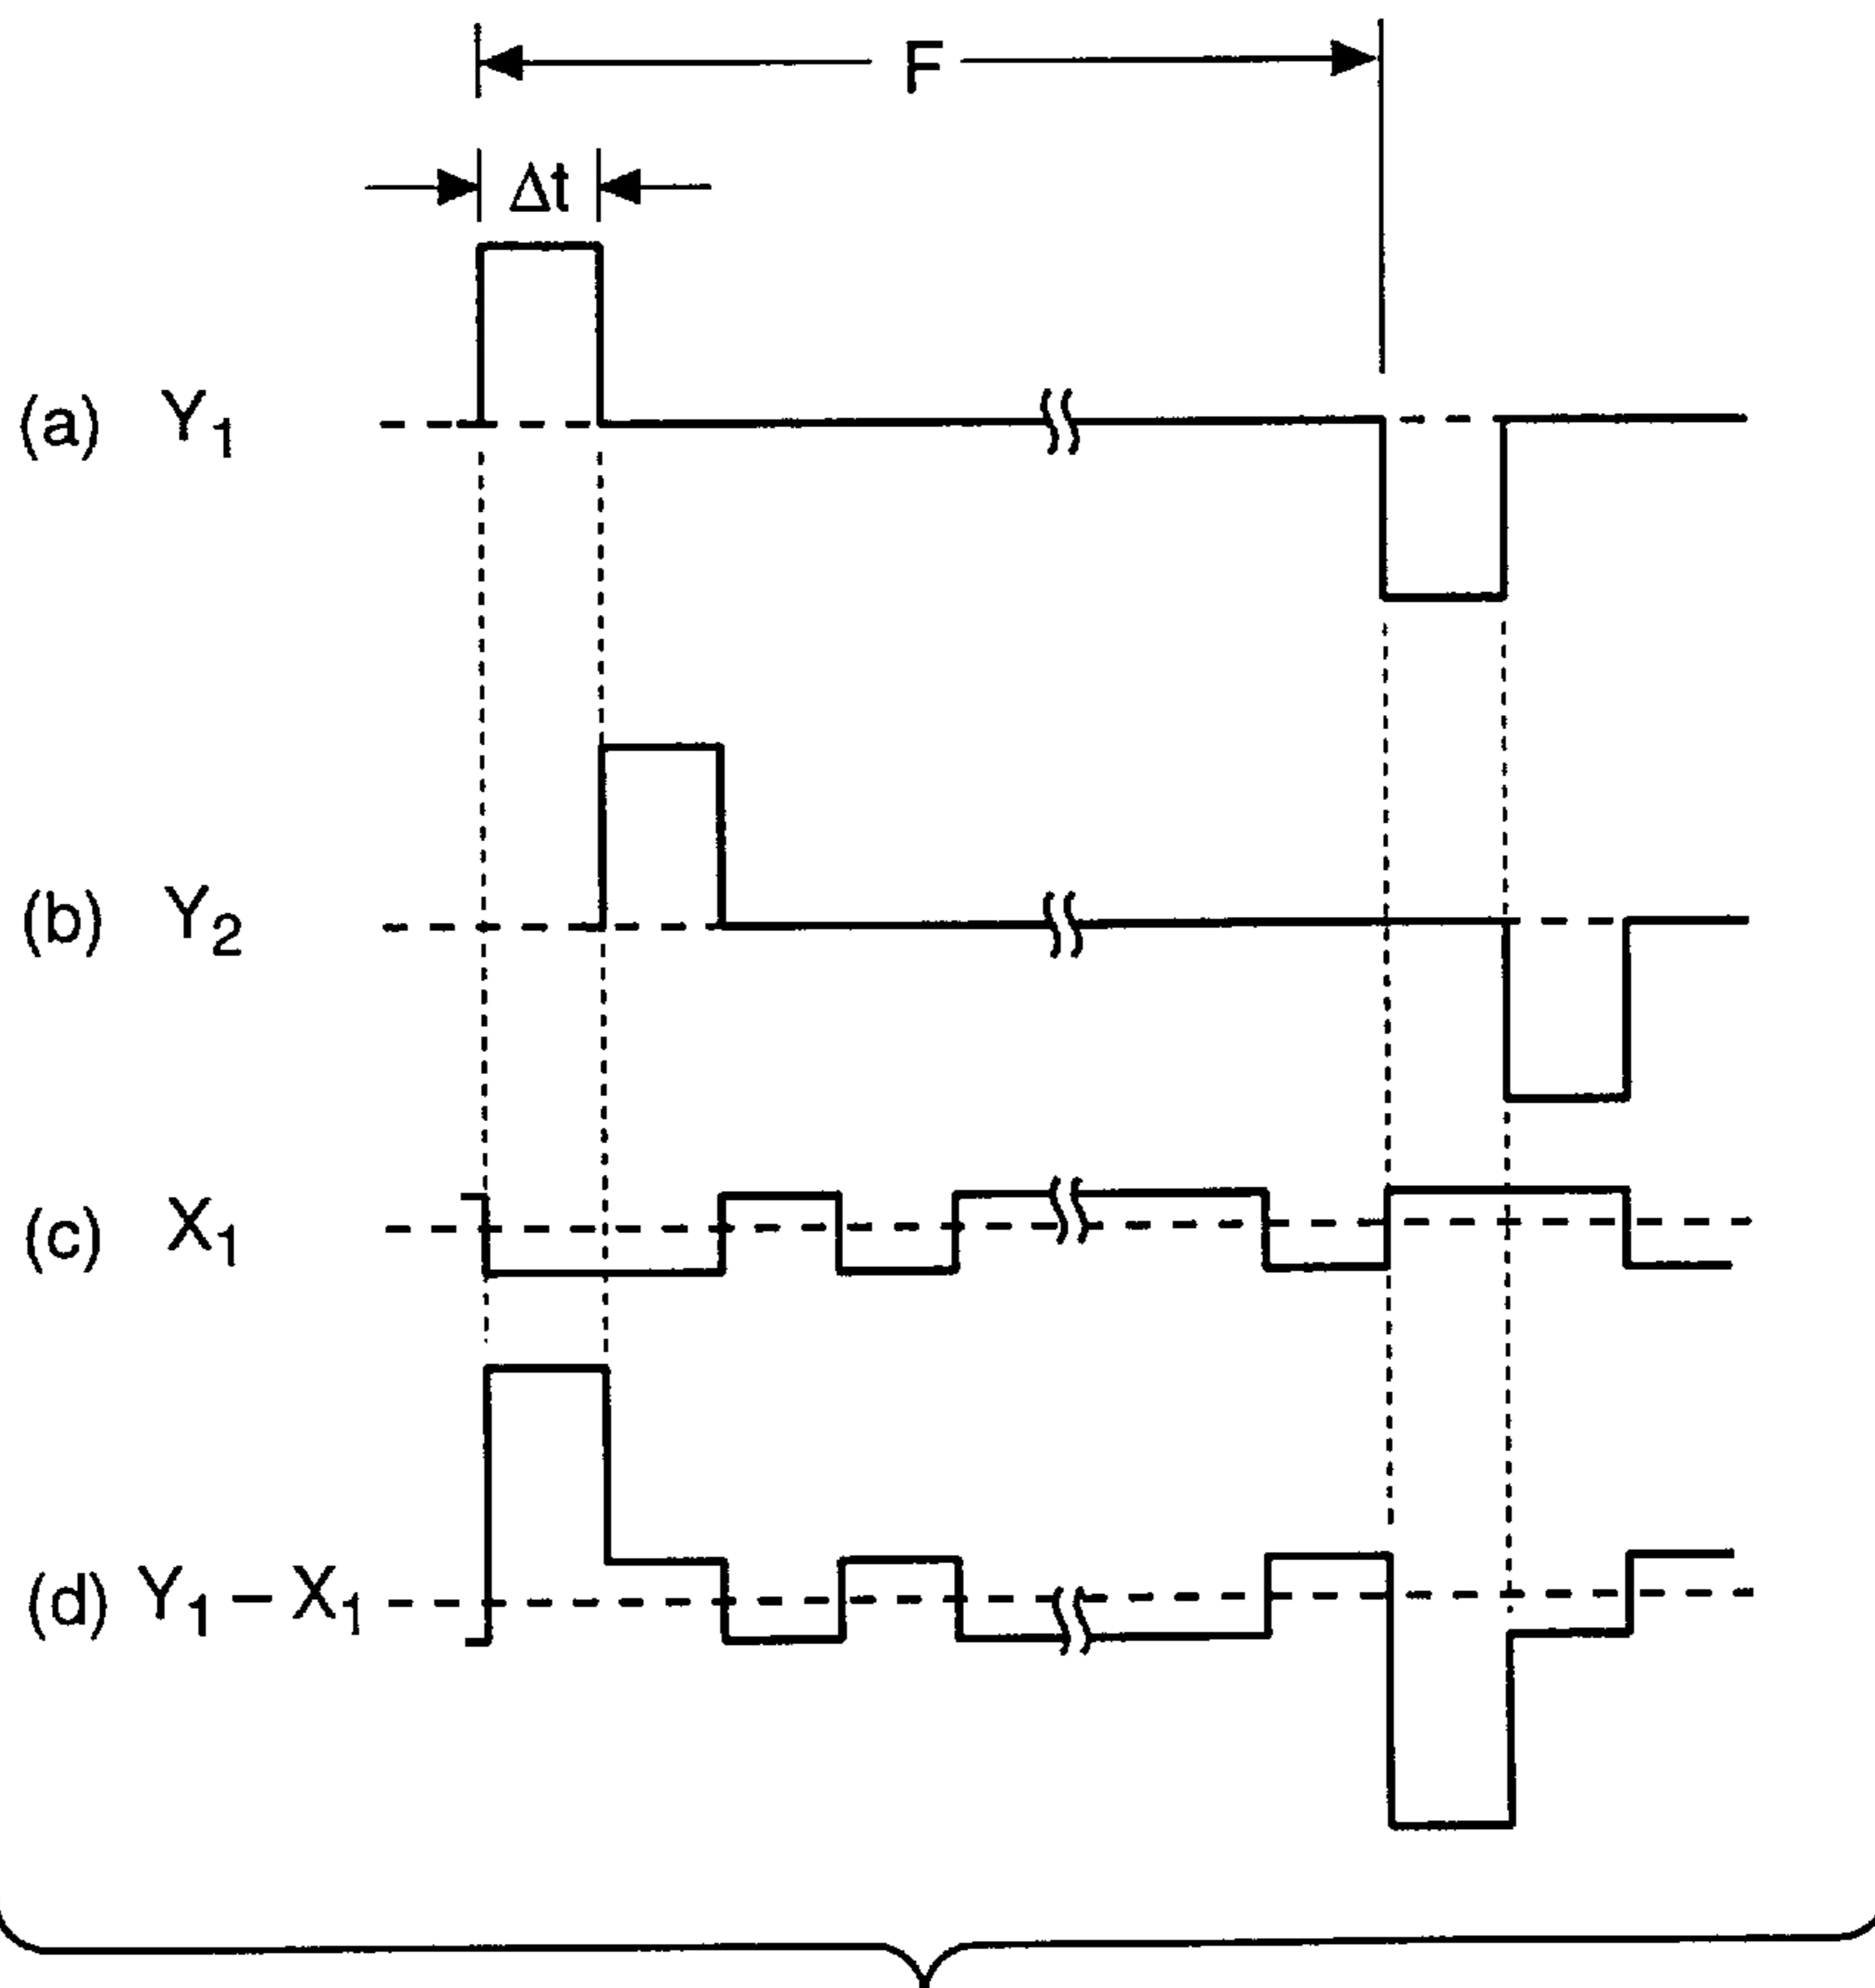 F
Δt
(a) Y₁
(b) Y₂
(c) X₁
(d) Y₁ – X₁